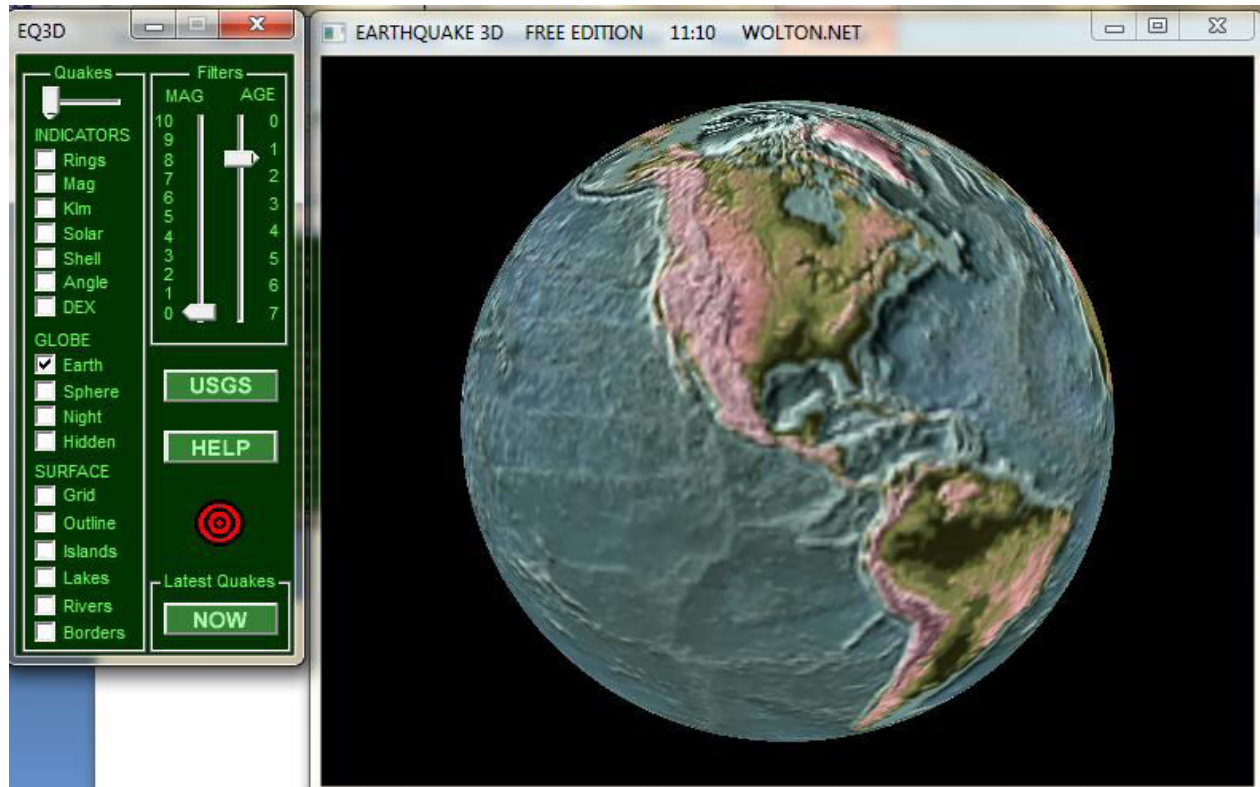 EQ3D
EARTHQUAKE 3D FREE EDITION 11:10 WOLTON.NET
Quakes
INDICATORS
Rings
Mag
Klm
Solar
Shell
Angle
DEX
GLOBE
Earth
Sphere
Night
Hidden
SURFACE
Grid
Outline
Islands
Lakes
Rivers
Borders
Filters
MAG AGE
10 0
9
8 1
7 2
6
5 3
4 4
3
2 5
1 6
0 7
USGS
HELP
Latest Quakes
NOW